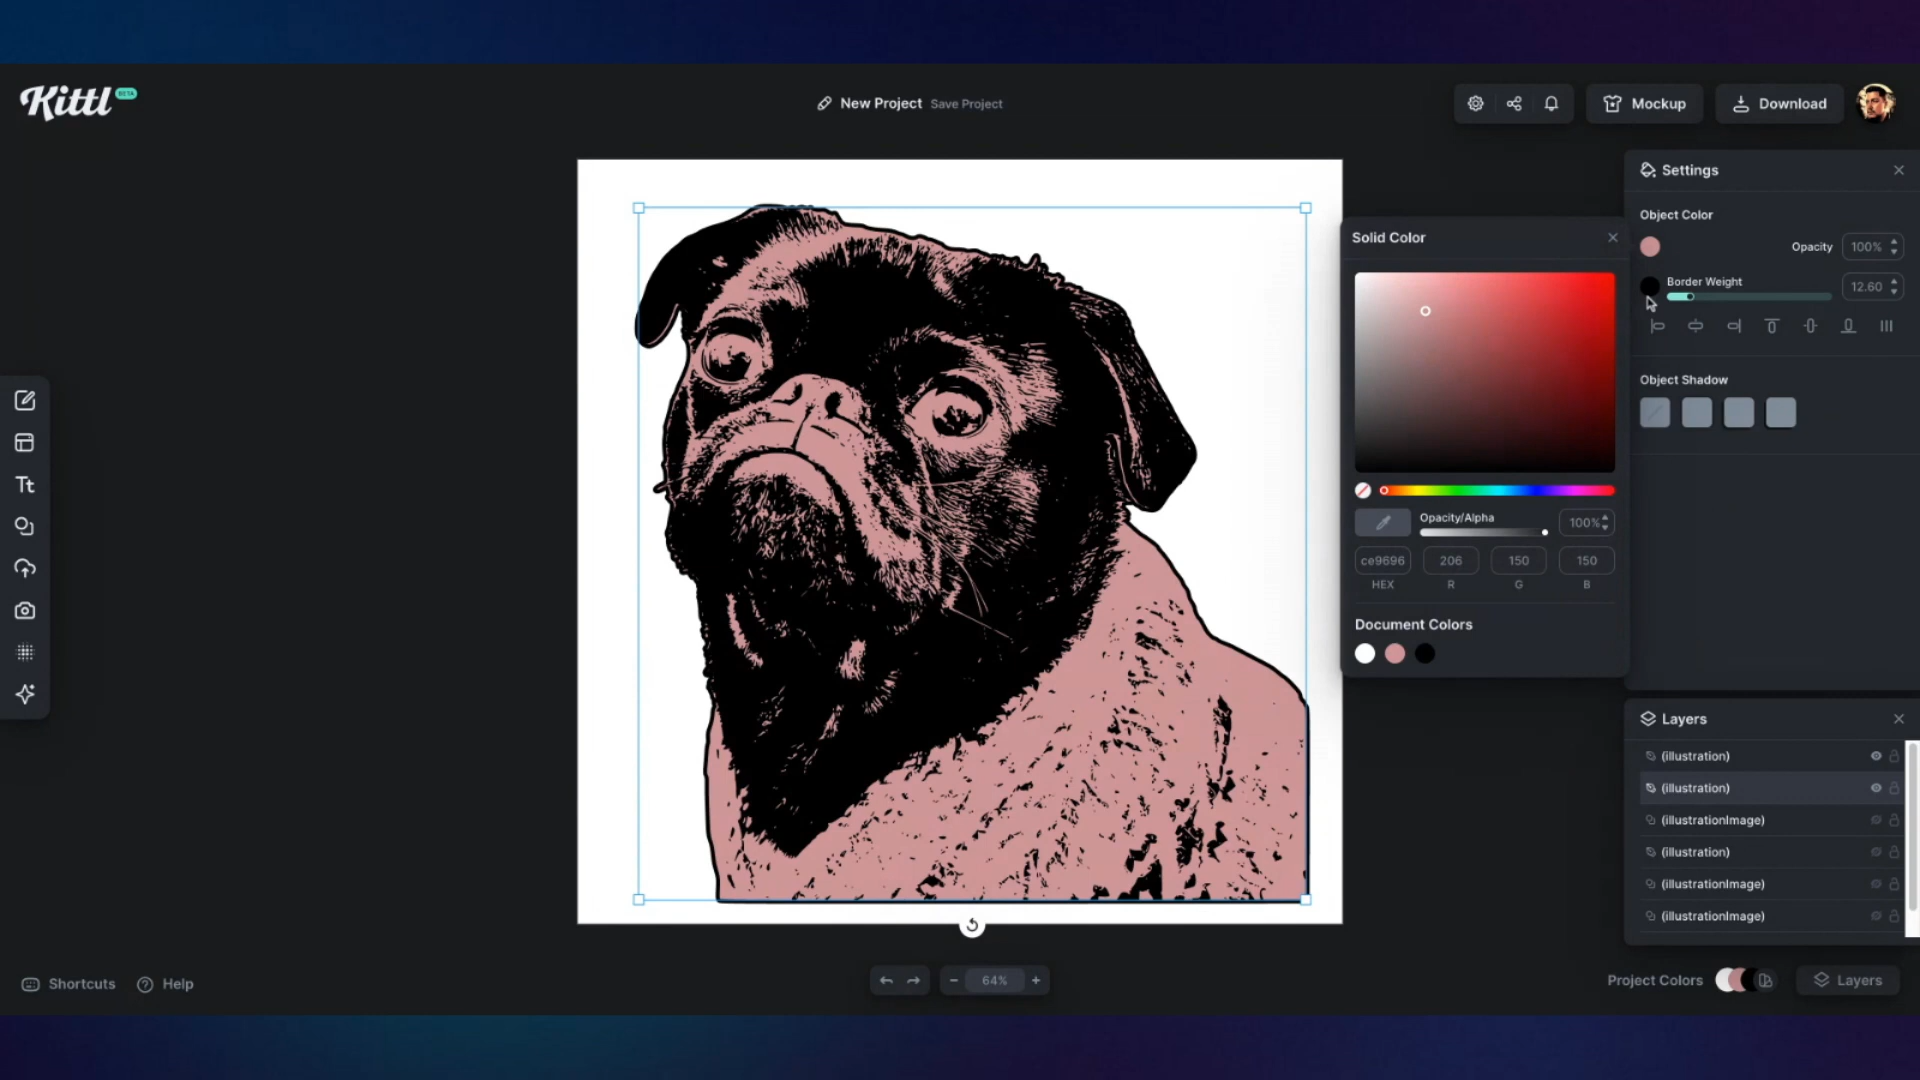 Kittl BETA
New Project Save Project
Mockup
Download
Settings
Object Color
Opacity 100%
Border Weight 12.60
Object Shadow
Solid Color
Opacity/Alpha 100%
ce9696 206 150 150
HEX R G B
Document Colors
Tt
Layers
(illustration)
(illustration)
(illustrationImage)
(illustration)
(illustrationImage)
(illustrationImage)
Shortcuts
Help
64%
Project Colors
Layers